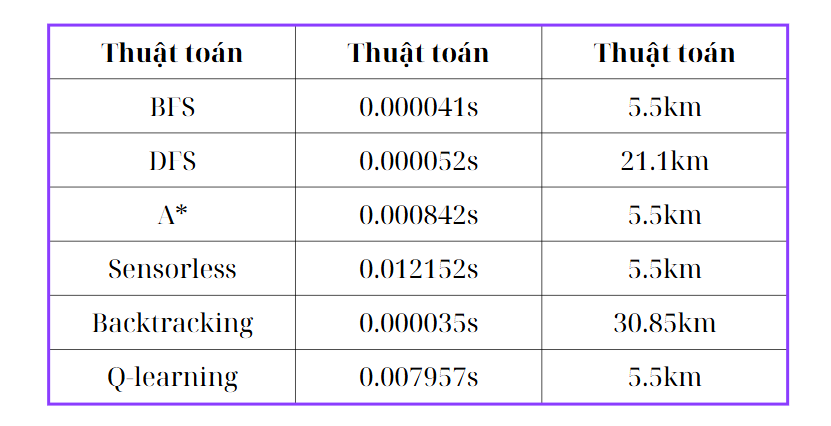 Thuật toán Thuật toán Thuật toán
BFS 0.000041s 5.5km
DFS 0.000052s 21.1km
A* 0.000842s 5.5km
Sensorless 0.012152s 5.5km
Backtracking 0.000035s 30.85km
Q-learning 0.007957s 5.5km